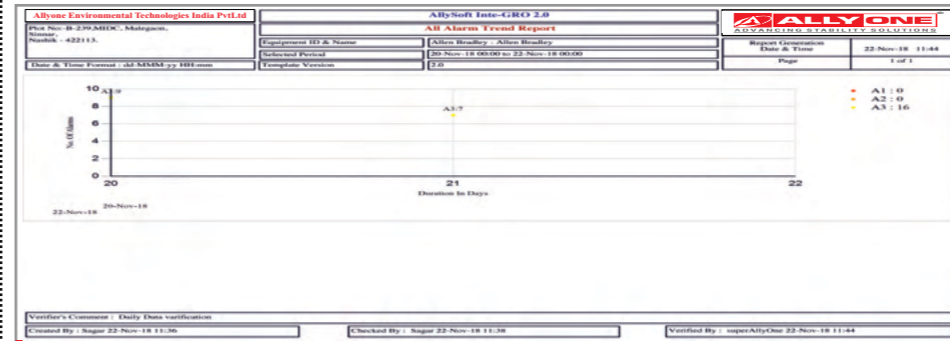 Allyone Environmental Technologies India PvtLtd
AllySoft Inte-GRO 2.0
ALLY ONE
ADVANCING STABILITY SOLUTIONS
Plot No:-B-239,MIDC, Malegaon,
Sinnar,
Nashik - 422113.
All Alarm Trend Report
Equipment ID & Name
Allen Bradley : Allen Bradley
Report Generation
Date & Time
22-Nov-18 11:44
Selected Period
20-Nov-18 00:00 to 22-Nov-18 00:00
Date & Time Format : dd-MMM-yy HH:mm
Template Version
2.0
Page
1 of 1
10
8
6
4
2
0
No. Of Alarms
A3:9
A3:7
20
21
22
Duration In Days
A1 : 0
A2 : 0
A3 : 16
20-Nov-18
22-Nov-18
Verifier's Comment : Daily Data varification
Created By : Sagar 22-Nov-18 11:36
Checked By : Sagar 22-Nov-18 11:38
Verified By : superAllyOne 22-Nov-18 11:44